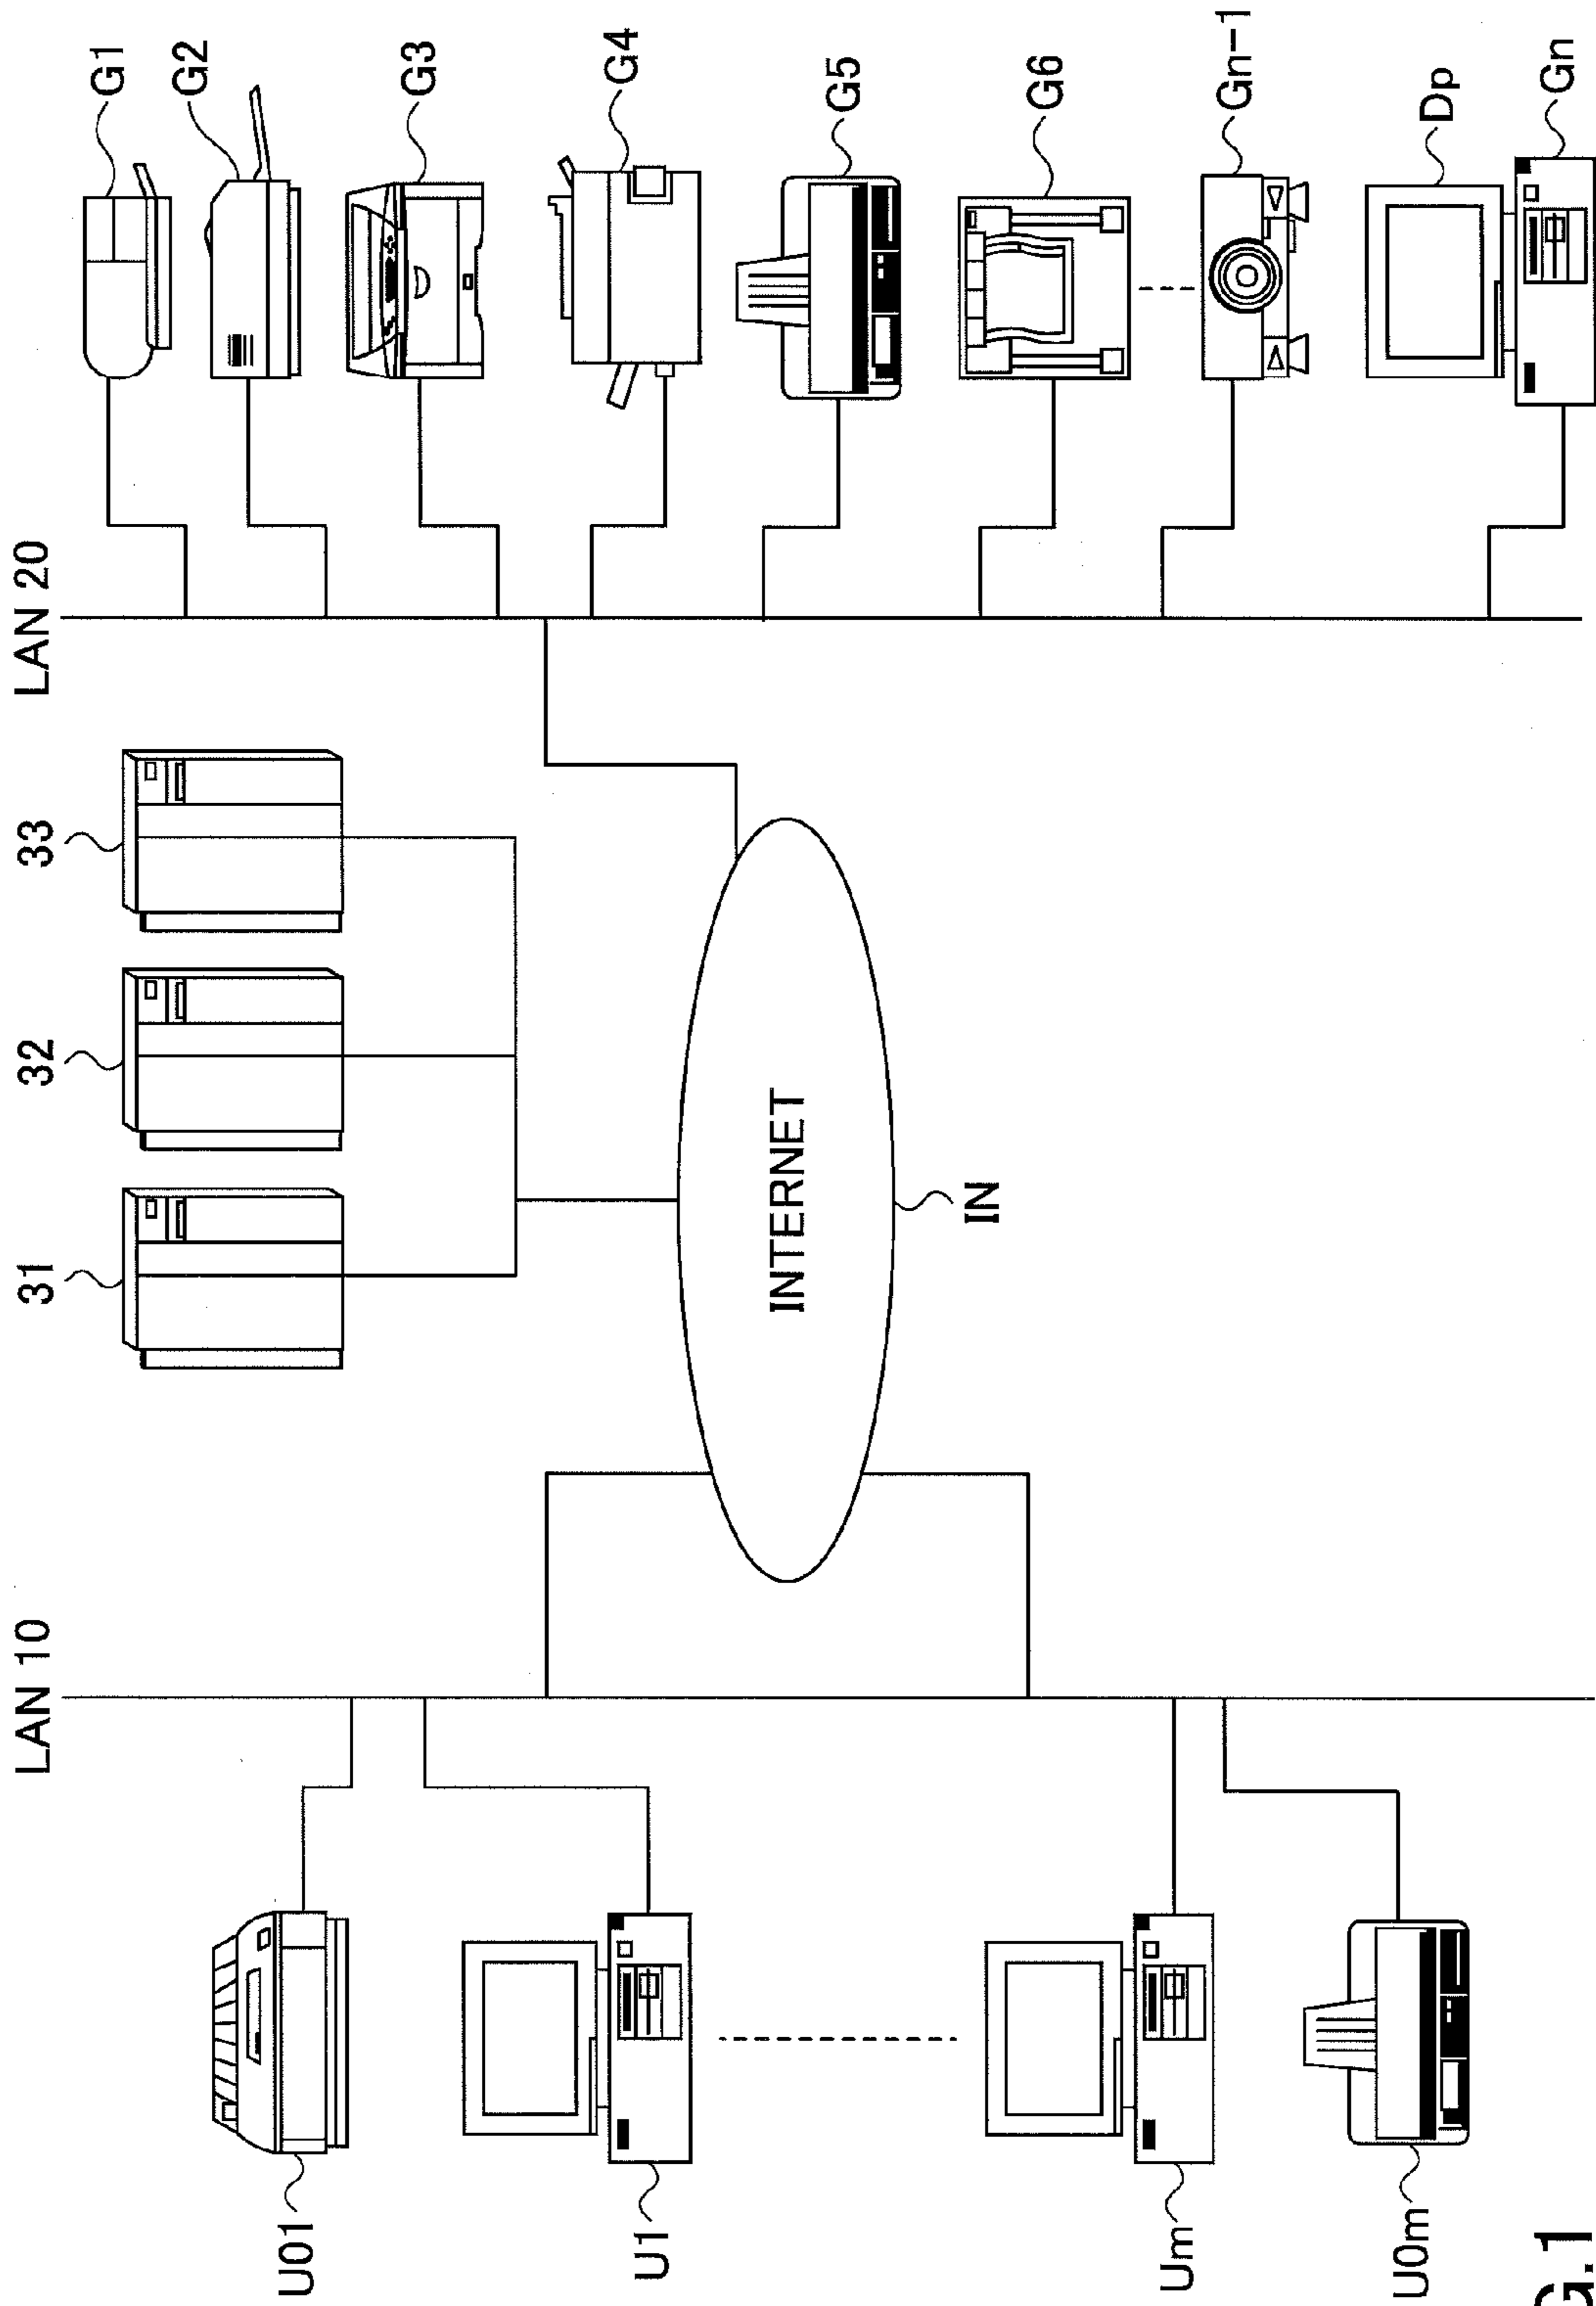 LAN 10
LAN 20
31
32
33
U01
U1
Um
U0m
INTERNET
IN
G1
G2
G3
G4
G5
G6
Gn-1
Dp
Gn
G.1